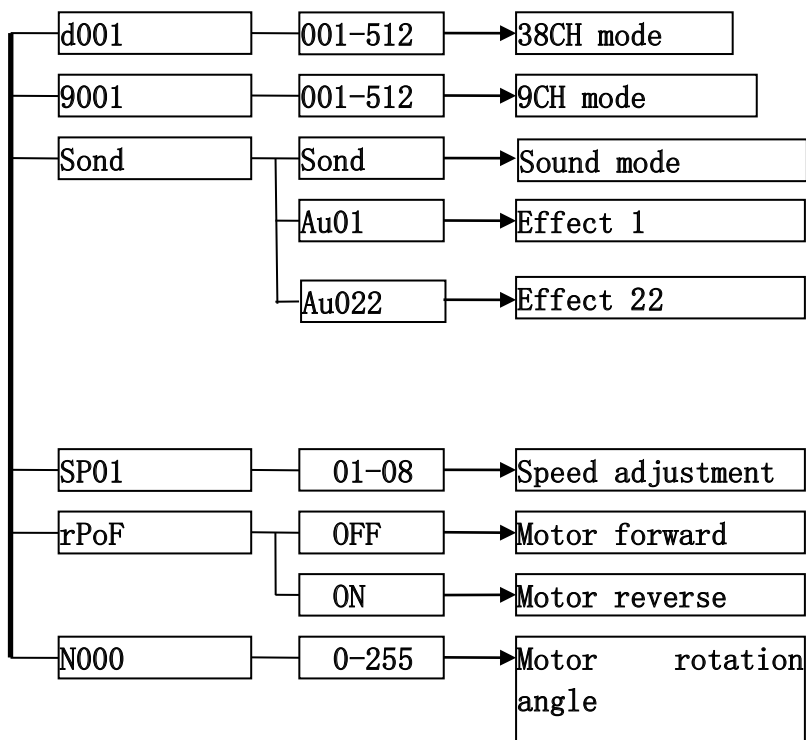 d001 001-512 38CH mode
9001 001-512 9CH mode
Sond Sond Sound mode
Au01 Effect 1
Au022 Effect 22
SP01 01-08 Speed adjustment
rPoF OFF Motor forward
ON Motor reverse
N000 0-255 Motor rotation
angle